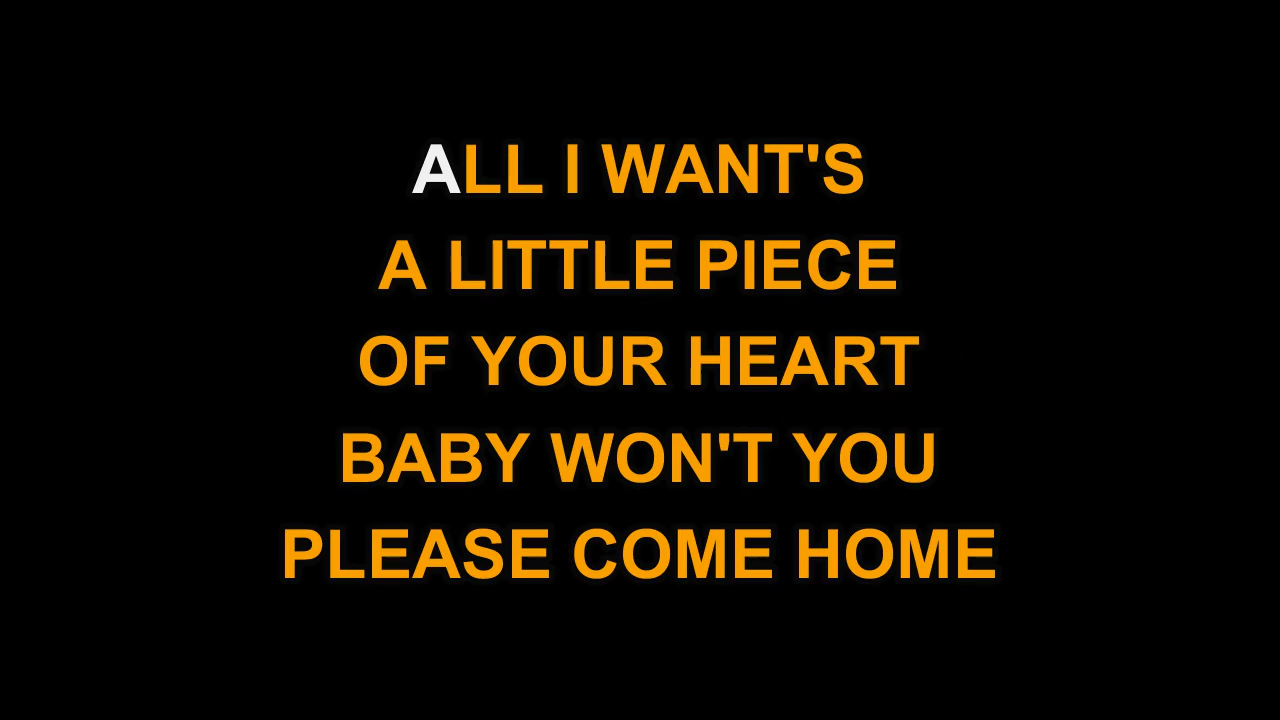 ALL I WANT'S
A LITTLE PIECE
OF YOUR HEART
BABY WON'T YOU
PLEASE COME HOME